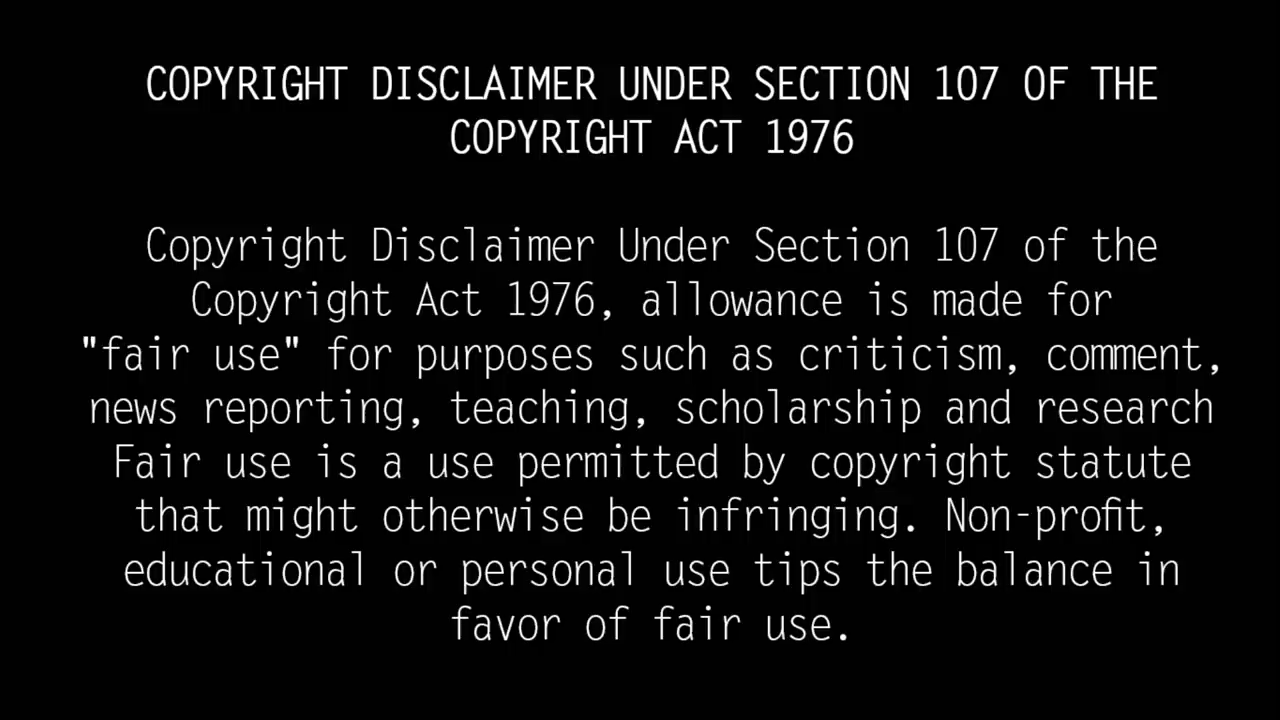 COPYRIGHT DISCLAIMER UNDER SECTION 107 OF THE
COPYRIGHT ACT 1976
Copyright Disclaimer Under Section 107 of the
Copyright Act 1976, allowance is made for
"fair use" for purposes such as criticism, comment,
news reporting, teaching, scholarship and research
Fair use is a use permitted by copyright statute
that might otherwise be infringing. Non-profit,
educational or personal use tips the balance in
favor of fair use.